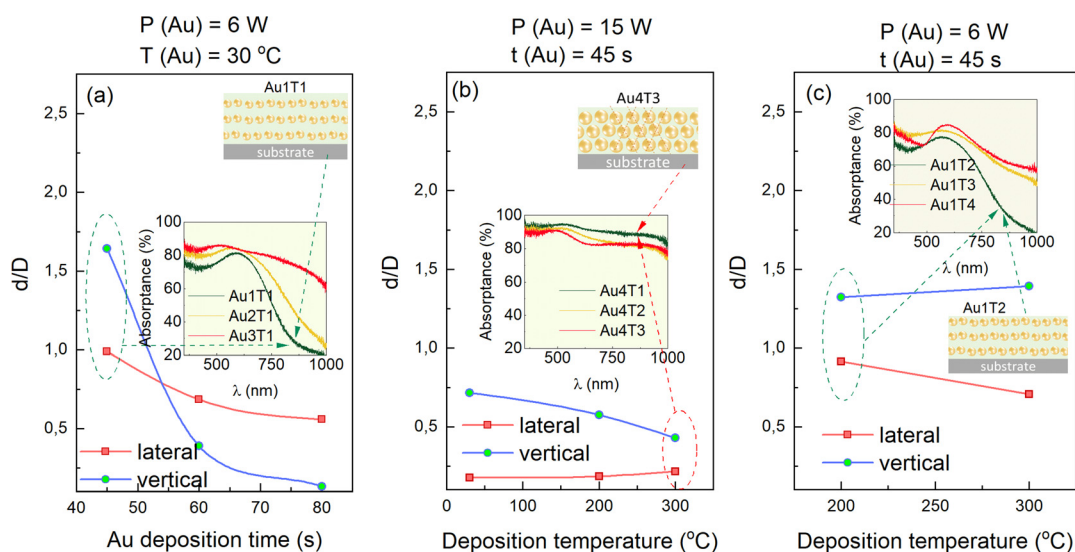 P (Au) = 6 W
T (Au) = 30 °C
(a)
Au1T1
substrate
2,5
2,0
1,5
1,0
0,5
d/D
100
80
60
40
20
Absorptance (%)
Au1T1
Au2T1
Au3T1
500 750 1000
λ (nm)
lateral
vertical
40 50 60 70 80
Au deposition time (s)
P (Au) = 15 W
t (Au) = 45 s
(b)
Au4T3
substrate
2,5
2,0
1,5
1,0
0,5
d/D
100
80
60
40
20
Absorptance (%)
Au4T1
Au4T2
Au4T3
500 750 1000
λ (nm)
lateral
vertical
0 100 200 300
Deposition temperature (°C)
P (Au) = 6 W
t (Au) = 45 s
(c)
2,5
2,0
1,5
1,0
0,5
d/D
100
80
60
40
20
Absorptance (%)
Au1T2
Au1T3
Au1T4
500 750 1000
λ (nm)
Au1T2
substrate
lateral
vertical
200 250 300
Deposition temperature (°C)